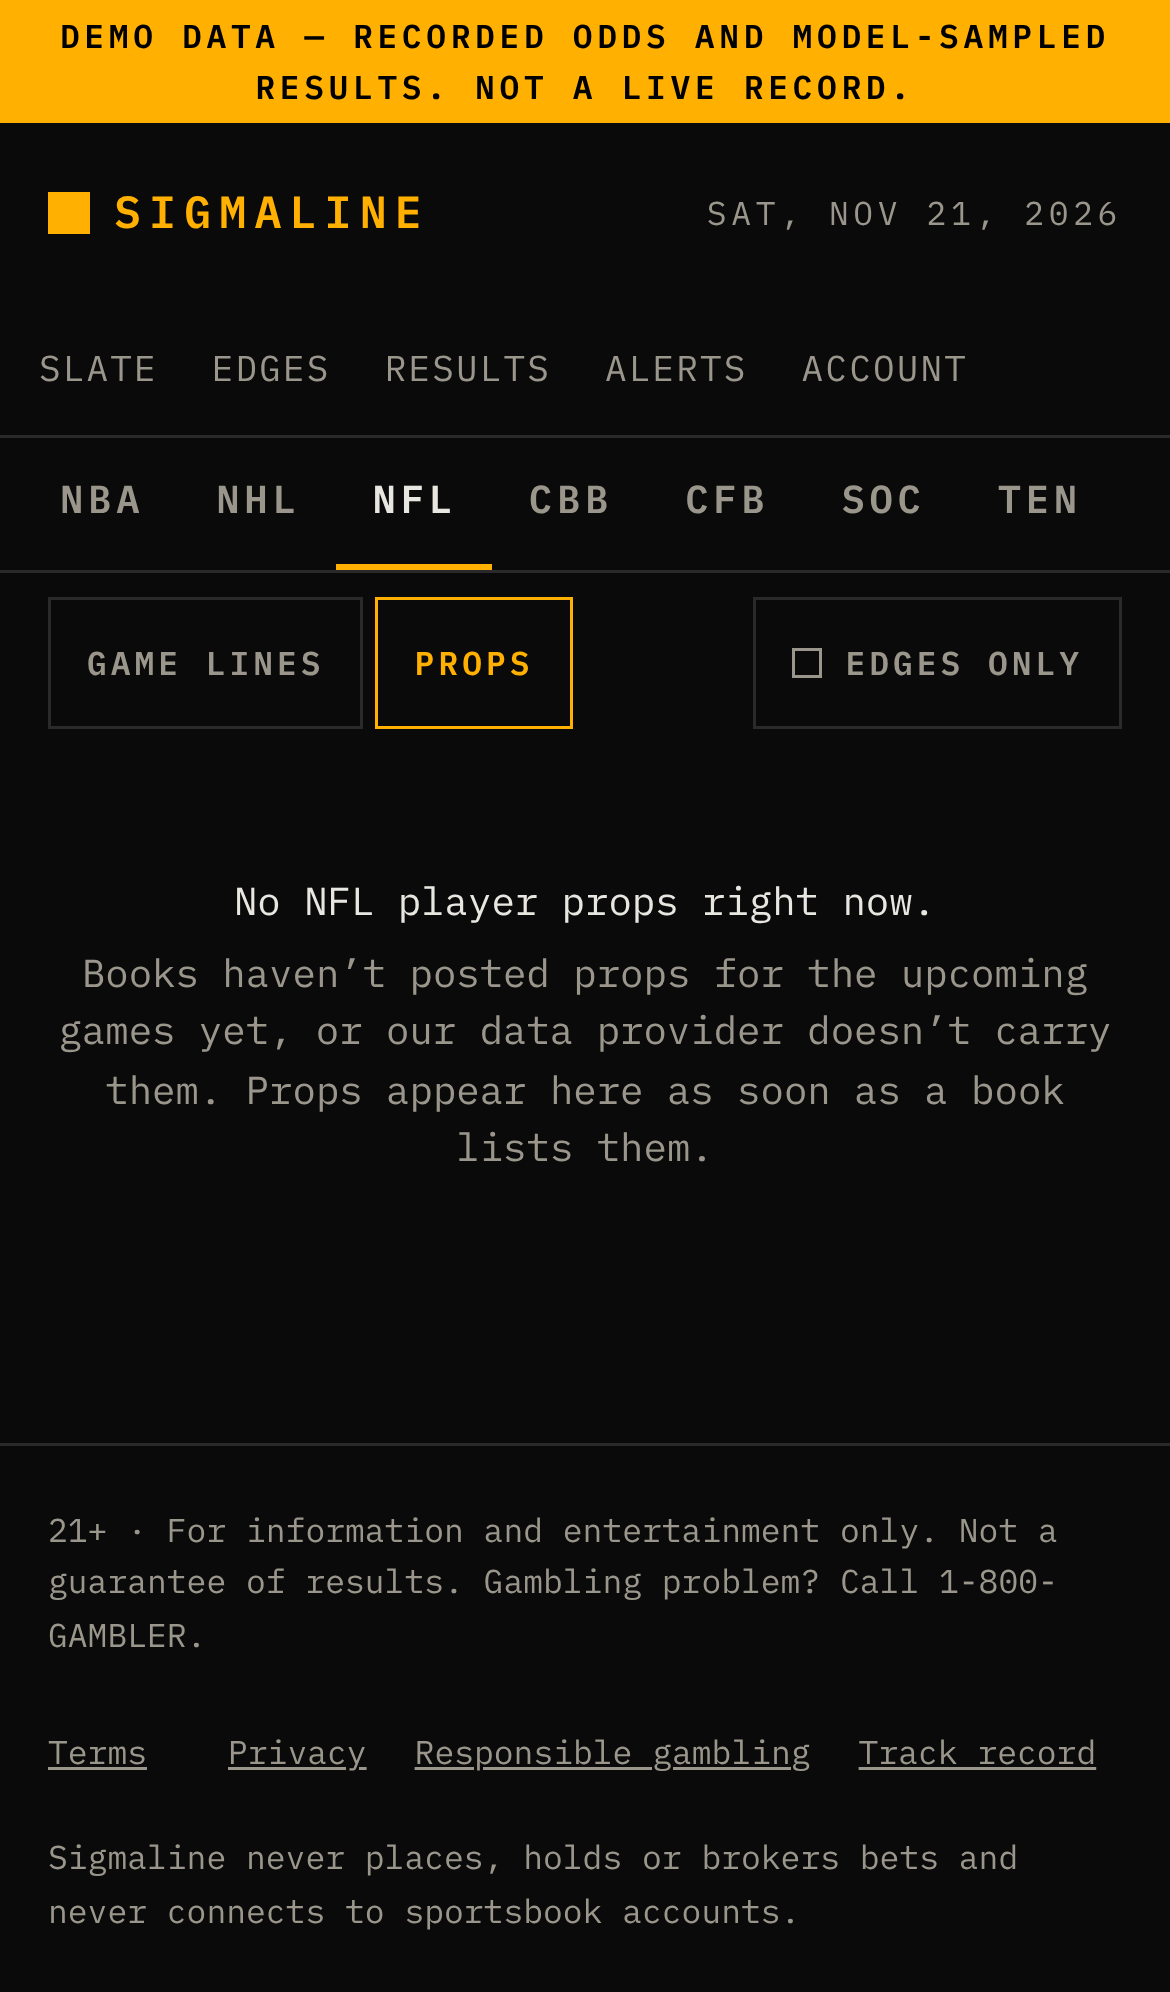 DEMO DATA — RECORDED ODDS AND MODEL-SAMPLED
RESULTS. NOT A LIVE RECORD.
SIGMALINE
SAT, NOV 21, 2026
SLATE EDGES RESULTS ALERTS ACCOUNT
NBA NHL NFL CBB CFB SOC TEN
GAME LINES PROPS EDGES ONLY
No NFL player props right now.
Books haven’t posted props for the upcoming
games yet, or our data provider doesn’t carry
them. Props appear here as soon as a book
lists them.
21+ · For information and entertainment only. Not a
guarantee of results. Gambling problem? Call 1-800-
GAMBLER.
Terms Privacy Responsible gambling Track record
Sigmaline never places, holds or brokers bets and
never connects to sportsbook accounts.